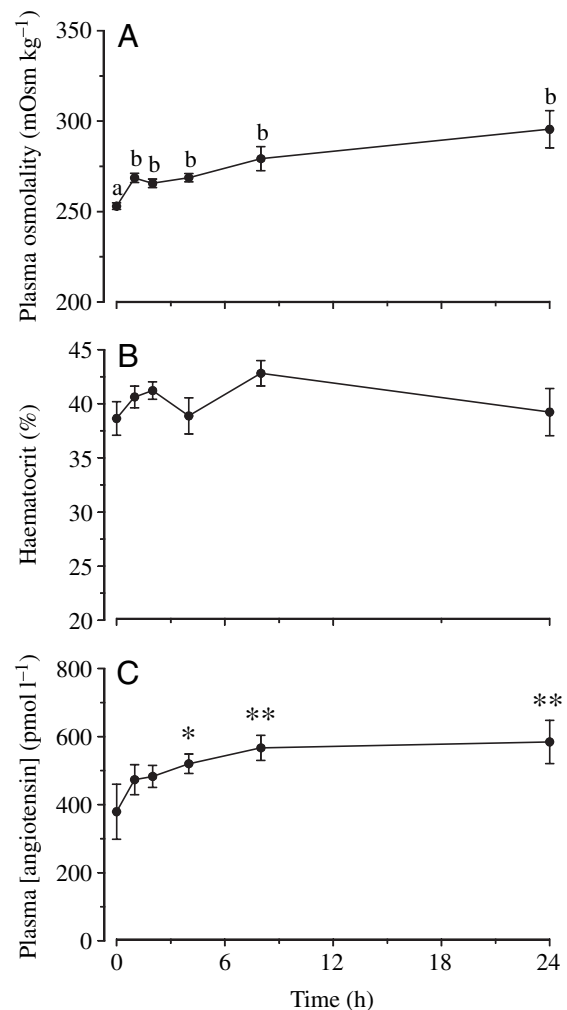 A
Plasma osmolality (mOsm kg⁻¹)
350
300
250
200
a
b
b
b
b
b
B
Haematocrit (%)
45
40
35
30
25
20
C
Plasma [angiotensin] (pmol l⁻¹)
800
600
400
200
0
*
**
**
0 6 12 18 24
Time (h)